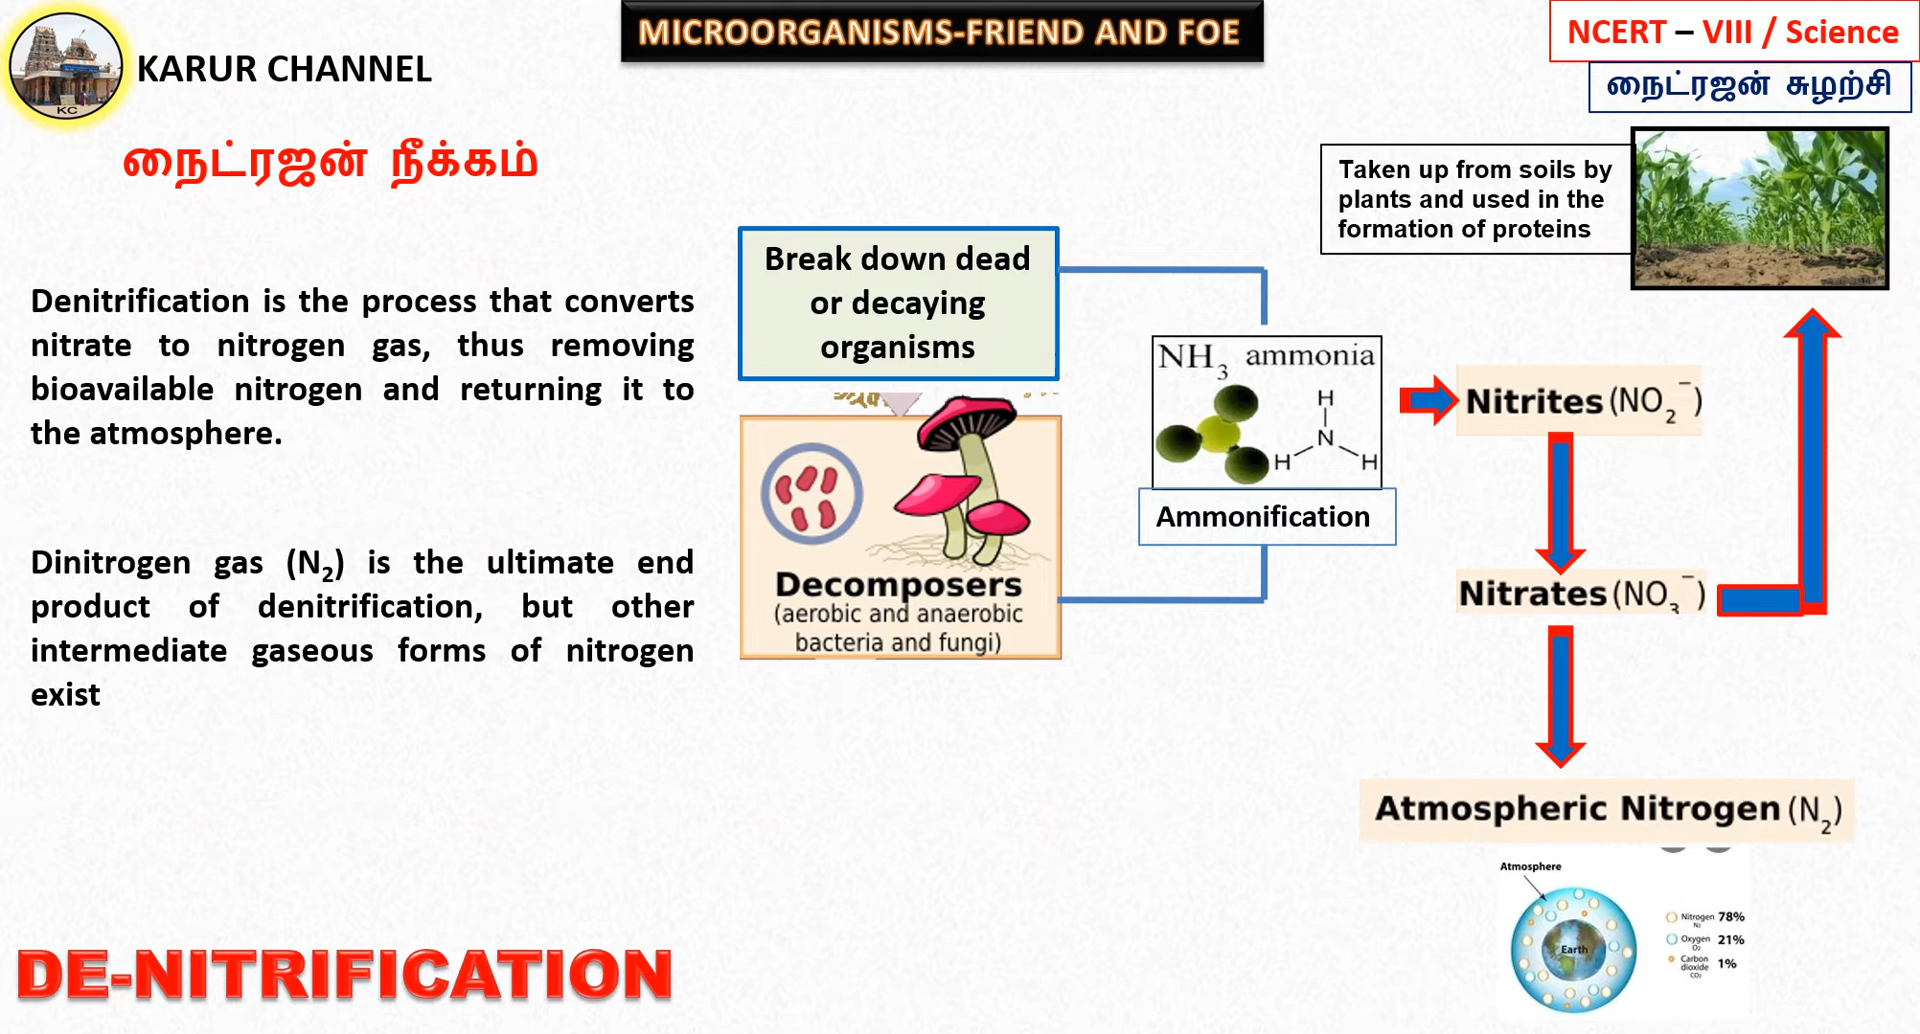 MICROORGANISMS-FRIEND AND FOE
NCERT – VIII / Science
நைட்ரஜன் சுழற்சி
KC
KARUR CHANNEL
நைட்ரஜன் நீக்கம்
Denitrification is the process that converts
nitrate to nitrogen gas, thus removing
bioavailable nitrogen and returning it to
the atmosphere.
Dinitrogen gas (N₂) is the ultimate end
product of denitrification, but other
intermediate gaseous forms of nitrogen
exist
DE-NITRIFICATION
Break down dead
or decaying
organisms
Decomposers
(aerobic and anaerobic
bacteria and fungi)
NH₃ ammonia
H
N
H H
Ammonification
Nitrites (NO₂⁻)
Nitrates (NO₃⁻)
Taken up from soils by
plants and used in the
formation of proteins
Atmospheric Nitrogen (N₂)
Atmosphere
Earth
Nitrogen 78%
N₂
Oxygen 21%
O₂
Carbon
dioxide 1%
CO₂